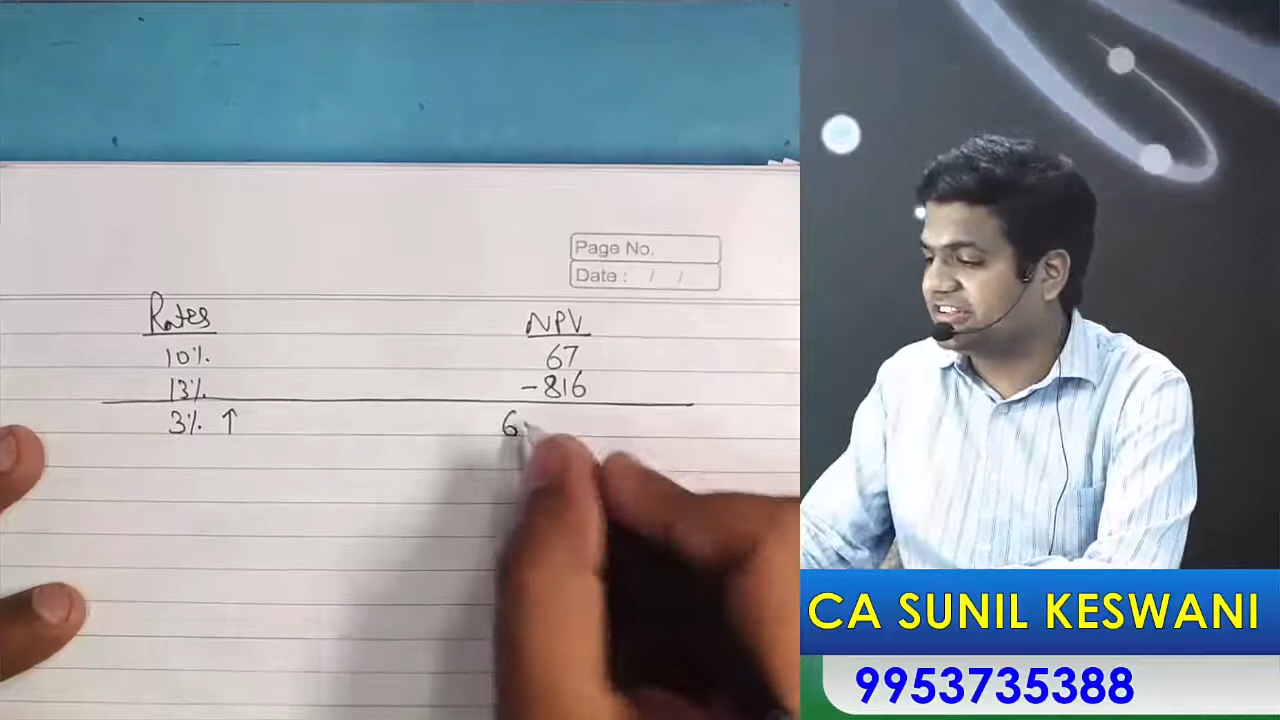 Page No.
Date : / /
Rates NPV
10% 67
13% -816
3% ↑ 6
CA SUNIL KESWANI
9953735388